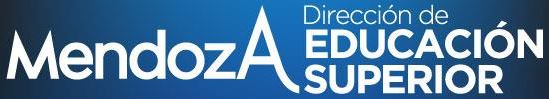 MendozA
Dirección de
EDUCACIÓN
SUPERIOR